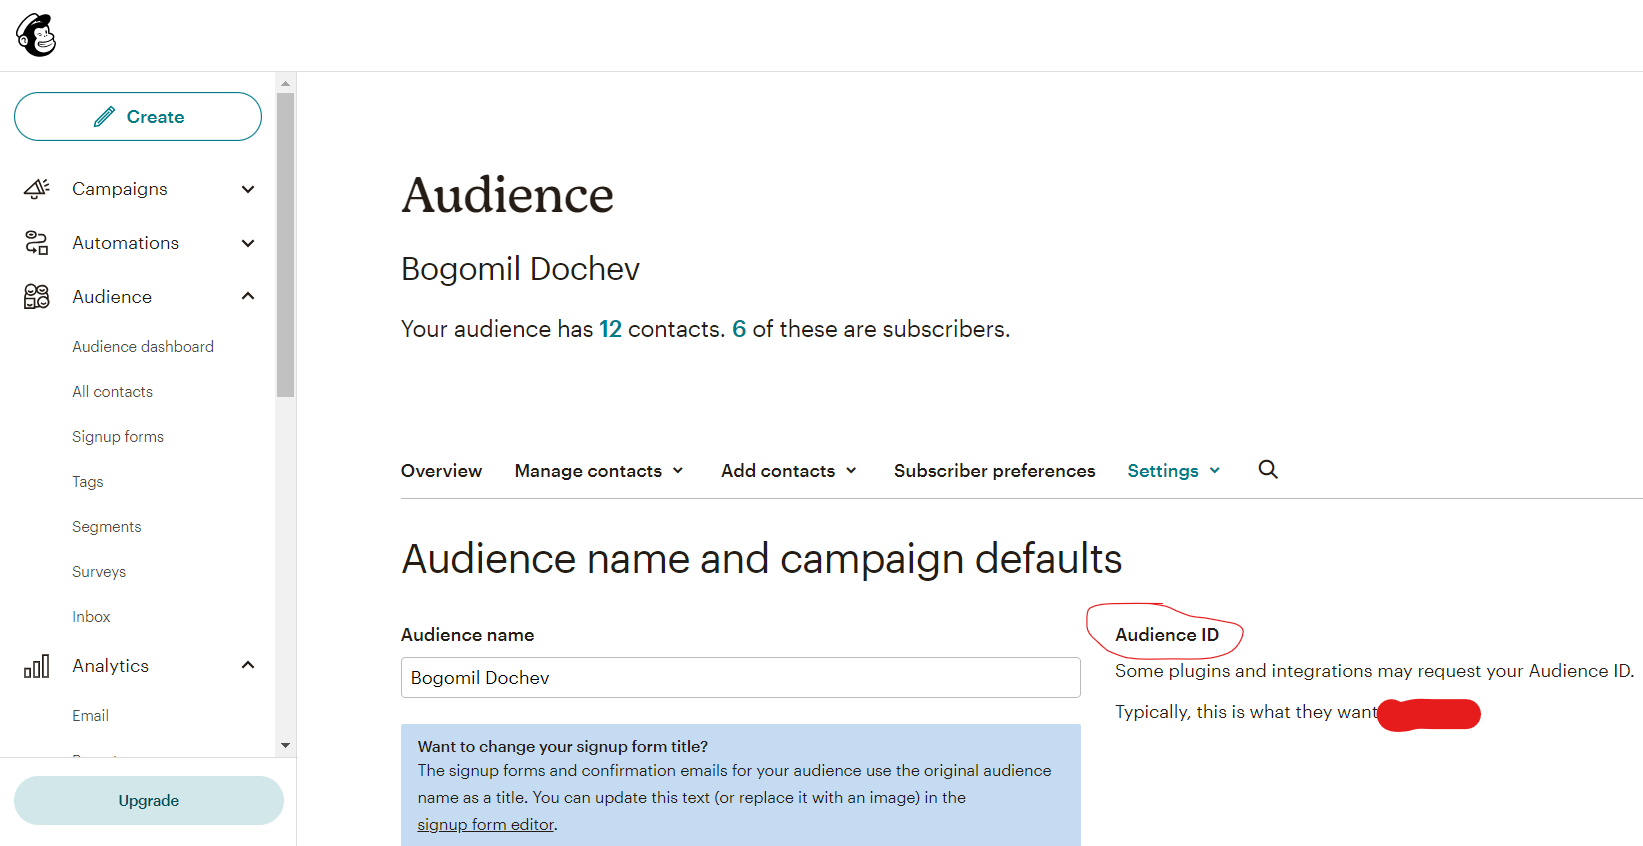 Create
Campaigns
Automations
Audience
Audience dashboard
All contacts
Signup forms
Tags
Segments
Surveys
Inbox
Analytics
Email
Upgrade
Audience
Bogomil Dochev
Your audience has 12 contacts. 6 of these are subscribers.
Overview Manage contacts Add contacts Subscriber preferences Settings
Audience name and campaign defaults
Audience name
Bogomil Dochev
Want to change your signup form title?
The signup forms and confirmation emails for your audience use the original audience
name as a title. You can update this text (or replace it with an image) in the
signup form editor.
Audience ID
Some plugins and integrations may request your Audience ID.
Typically, this is what they want